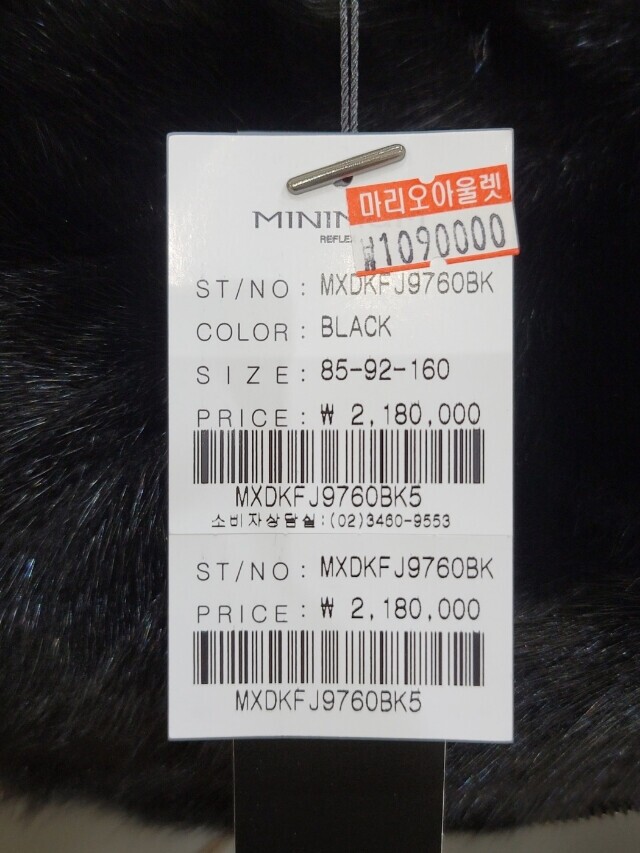 마리오아울렛
₩1090000
ST/NO : MXDKFJ9760BK
COLOR : BLACK
SIZE : 85-92-160
PRICE : ₩ 2,180,000
MXDKFJ9760BK5
소비자상담실:(02)3460-9553
ST/NO : MXDKFJ9760BK
PRICE : ₩ 2,180,000
MXDKFJ9760BK5